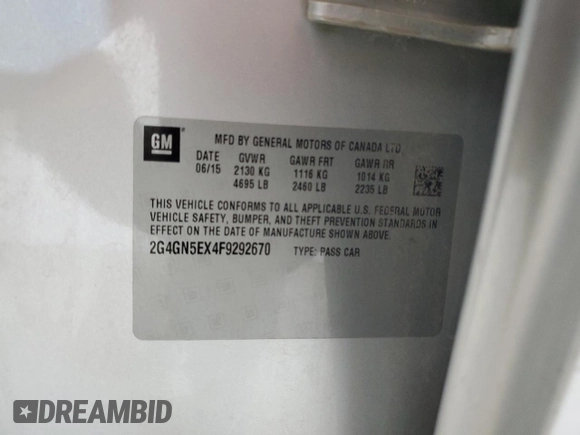 GM
MFD BY GENERAL MOTORS OF CANADA LTD
DATE GVWR GAWR FRT GAWR RR
06/15 2130 KG 1116 KG 1014 KG
4695 LB 2460 LB 2235 LB
THIS VEHICLE CONFORMS TO ALL APPLICABLE U.S. FEDERAL MOTOR
VEHICLE SAFETY, BUMPER, AND THEFT PREVENTION STANDARDS IN
EFFECT ON THE DATE OF MANUFACTURE SHOWN ABOVE.
2G4GN5EX4F9292670 TYPE: PASS CAR
DREAMBID